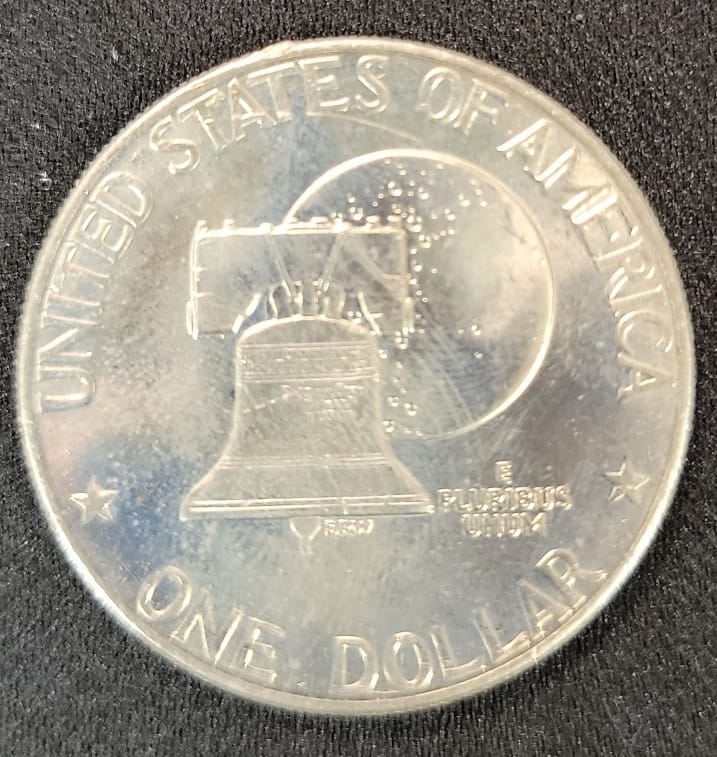 UNITED STATES OF AMERICA
E
PLURIBUS
UNUM
ONE DOLLAR